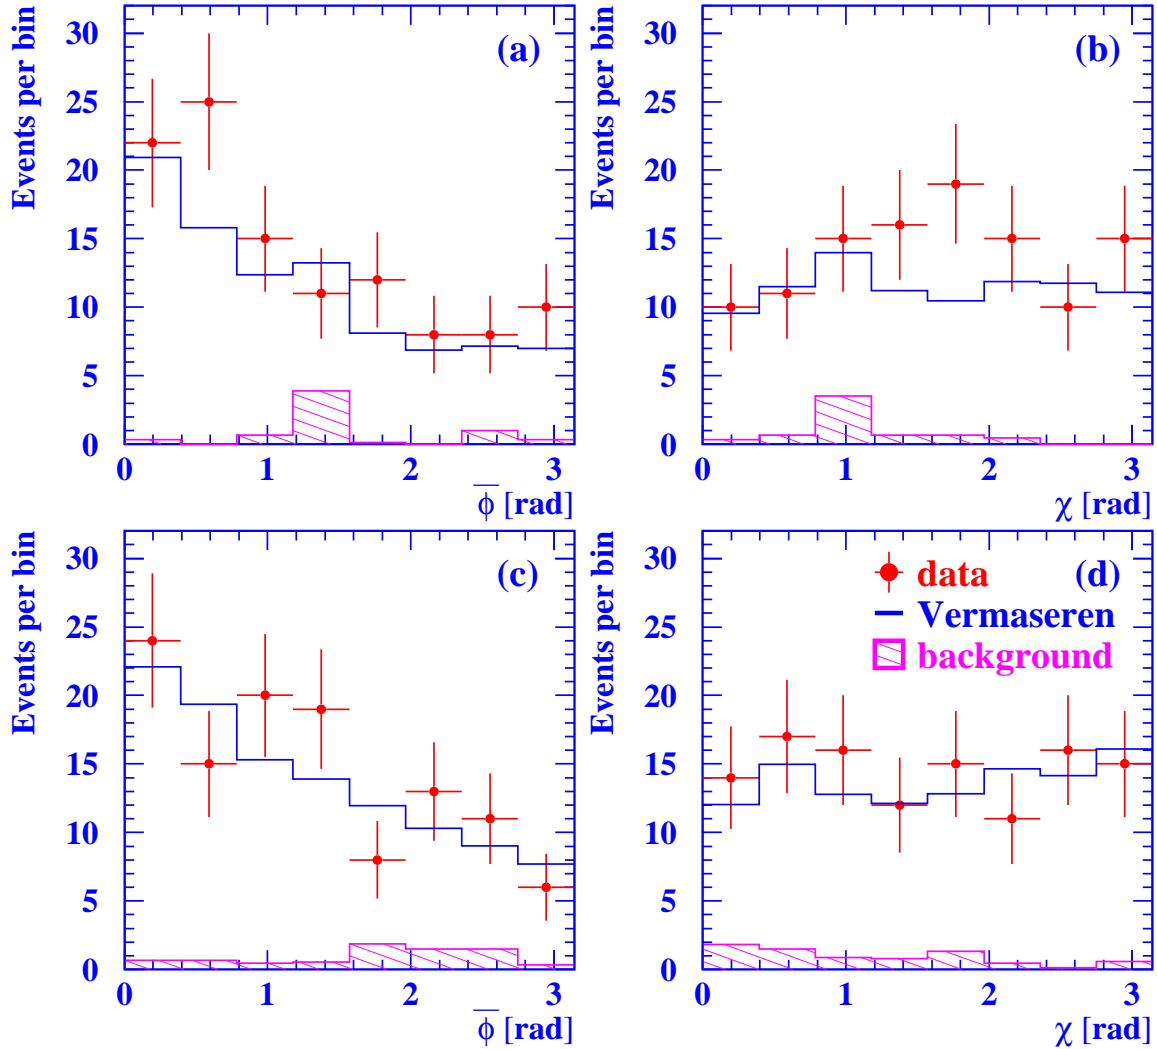 Events per bin
30
25
20
15
10
5
0
(a)
0 1 2 3
ϕ̅ [rad]
Events per bin
30
25
20
15
10
5
0
(b)
0 1 2 3
χ [rad]
Events per bin
30
25
20
15
10
5
0
(c)
0 1 2 3
ϕ̅ [rad]
Events per bin
30
25
20
15
10
5
0
(d)
data
Vermaseren
background
0 1 2 3
χ [rad]